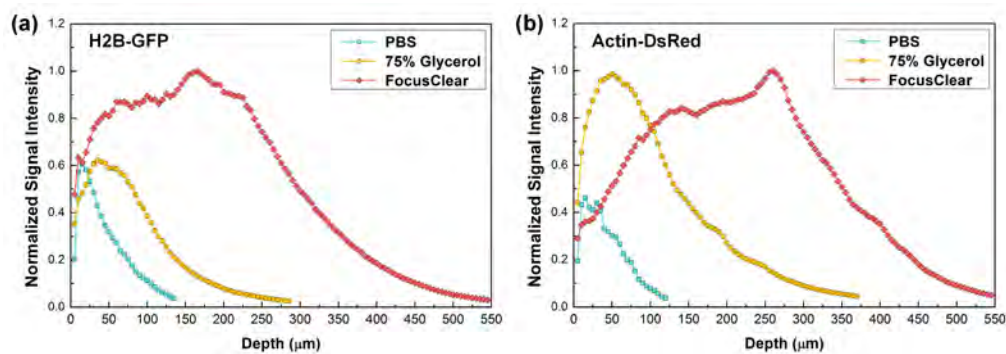 (a)
H2B-GFP
PBS
75% Glycerol
FocusClear
Normalized Signal Intensity
1.2
1.0
0.8
0.6
0.4
0.2
0.0
0 50 100 150 200 250 300 350 400 450 500 550
Depth (μm)
(b)
Actin-DsRed
PBS
75% Glycerol
FocusClear
Normalized Signal Intensity
1.2
1.0
0.8
0.6
0.4
0.2
0.0
0 50 100 150 200 250 300 350 400 450 500 550
Depth (μm)